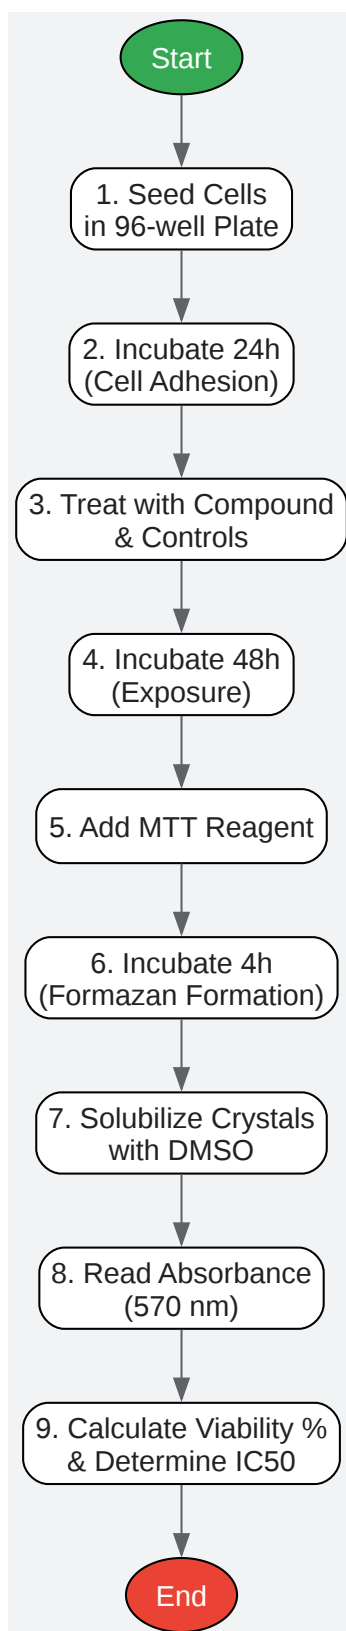 Start
1. Seed Cells
in 96-well Plate
2. Incubate 24h
(Cell Adhesion)
3. Treat with Compound
& Controls
4. Incubate 48h
(Exposure)
5. Add MTT Reagent
6. Incubate 4h
(Formazan Formation)
7. Solubilize Crystals
with DMSO
8. Read Absorbance
(570 nm)
9. Calculate Viability %
& Determine IC50
End